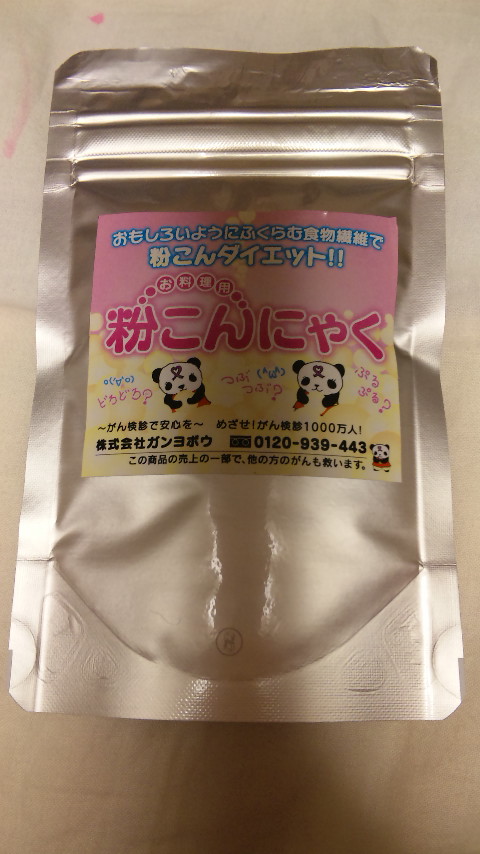 おもしろいようにふくらむ食物繊維で
粉こんダイエット!!
お料理用
粉こんにゃく
どろどろ?
つぶつぶ?
ぷるぷる?
～がん検診で安心を～ めざせ!がん検診1000万人!
株式会社ガンヨボウ 0120-939-443
この商品の売上の一部で、他の方のがんも救います。